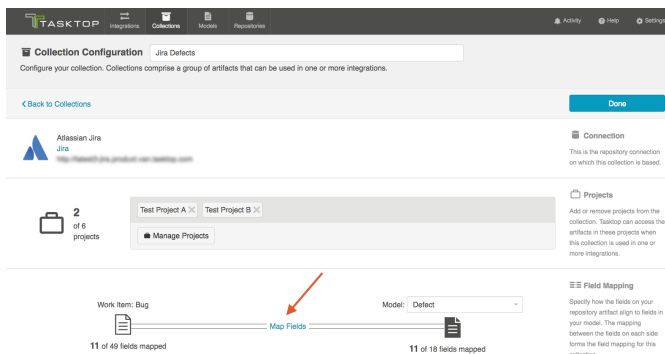 TASKTOP
Integrations
Collections
Models
Repositories
Activity
Help
Settings
Collection Configuration
Jira Defects
Configure your collection. Collections comprise a group of artifacts that can be used in one or more integrations.
Back to Collections
Done
Atlassian Jira
Jira
Connection
This is the repository connection
on which this collection is based.
2
of 6
projects
Test Project A
Test Project B
Manage Projects
Projects
Add or remove projects from the
collection. Tasktop can access the
artifacts in these projects when
this collection is used in one or
more integrations.
Work Item: Bug
Map Fields
Model:
Defect
11 of 49 fields mapped
11 of 18 fields mapped
Field Mapping
Specify how the fields on your
repository artifact align to fields in
your model. The mapping
between the fields on each side
forms the field mapping for this